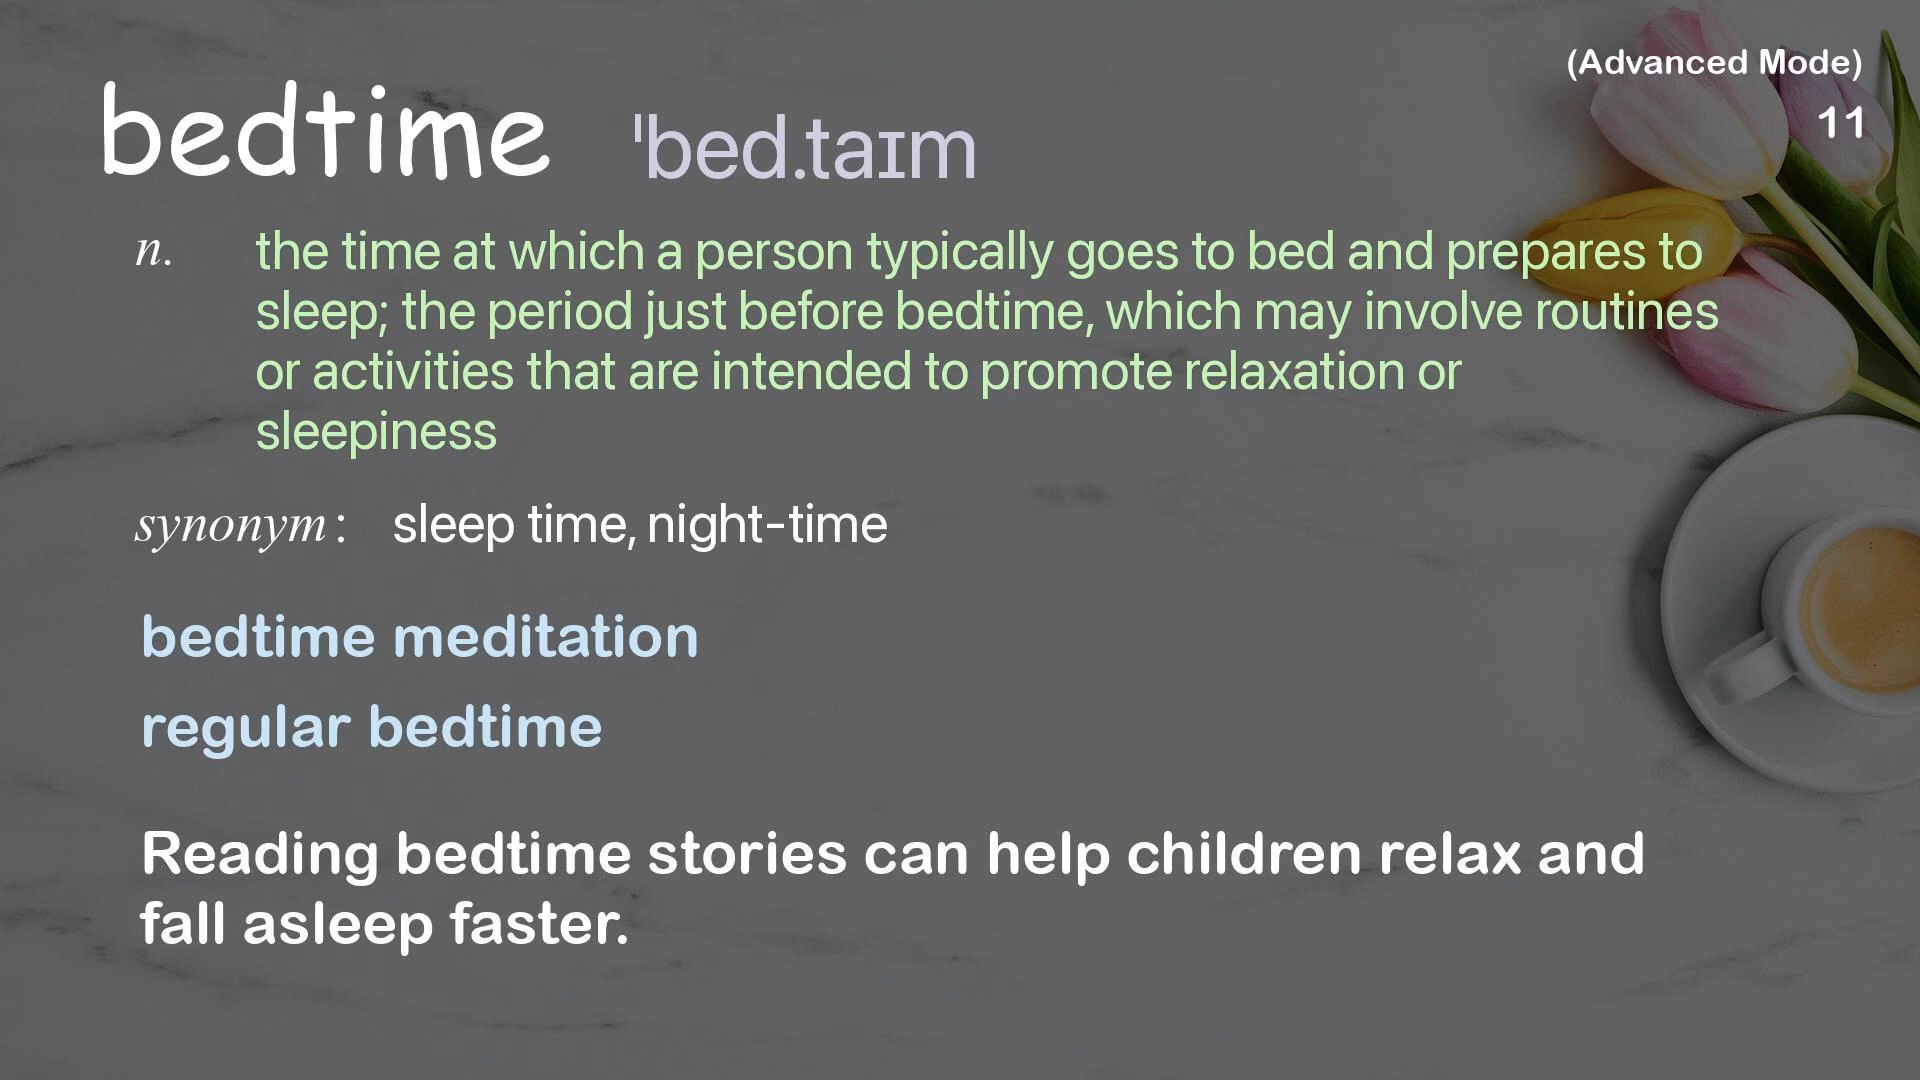 (Advanced Mode)
bedtime ˈbed.taɪm
11
n. the time at which a person typically goes to bed and prepares to
sleep; the period just before bedtime, which may involve routines
or activities that are intended to promote relaxation or
sleepiness
synonym: sleep time, night-time
bedtime meditation
regular bedtime
Reading bedtime stories can help children relax and
fall asleep faster.